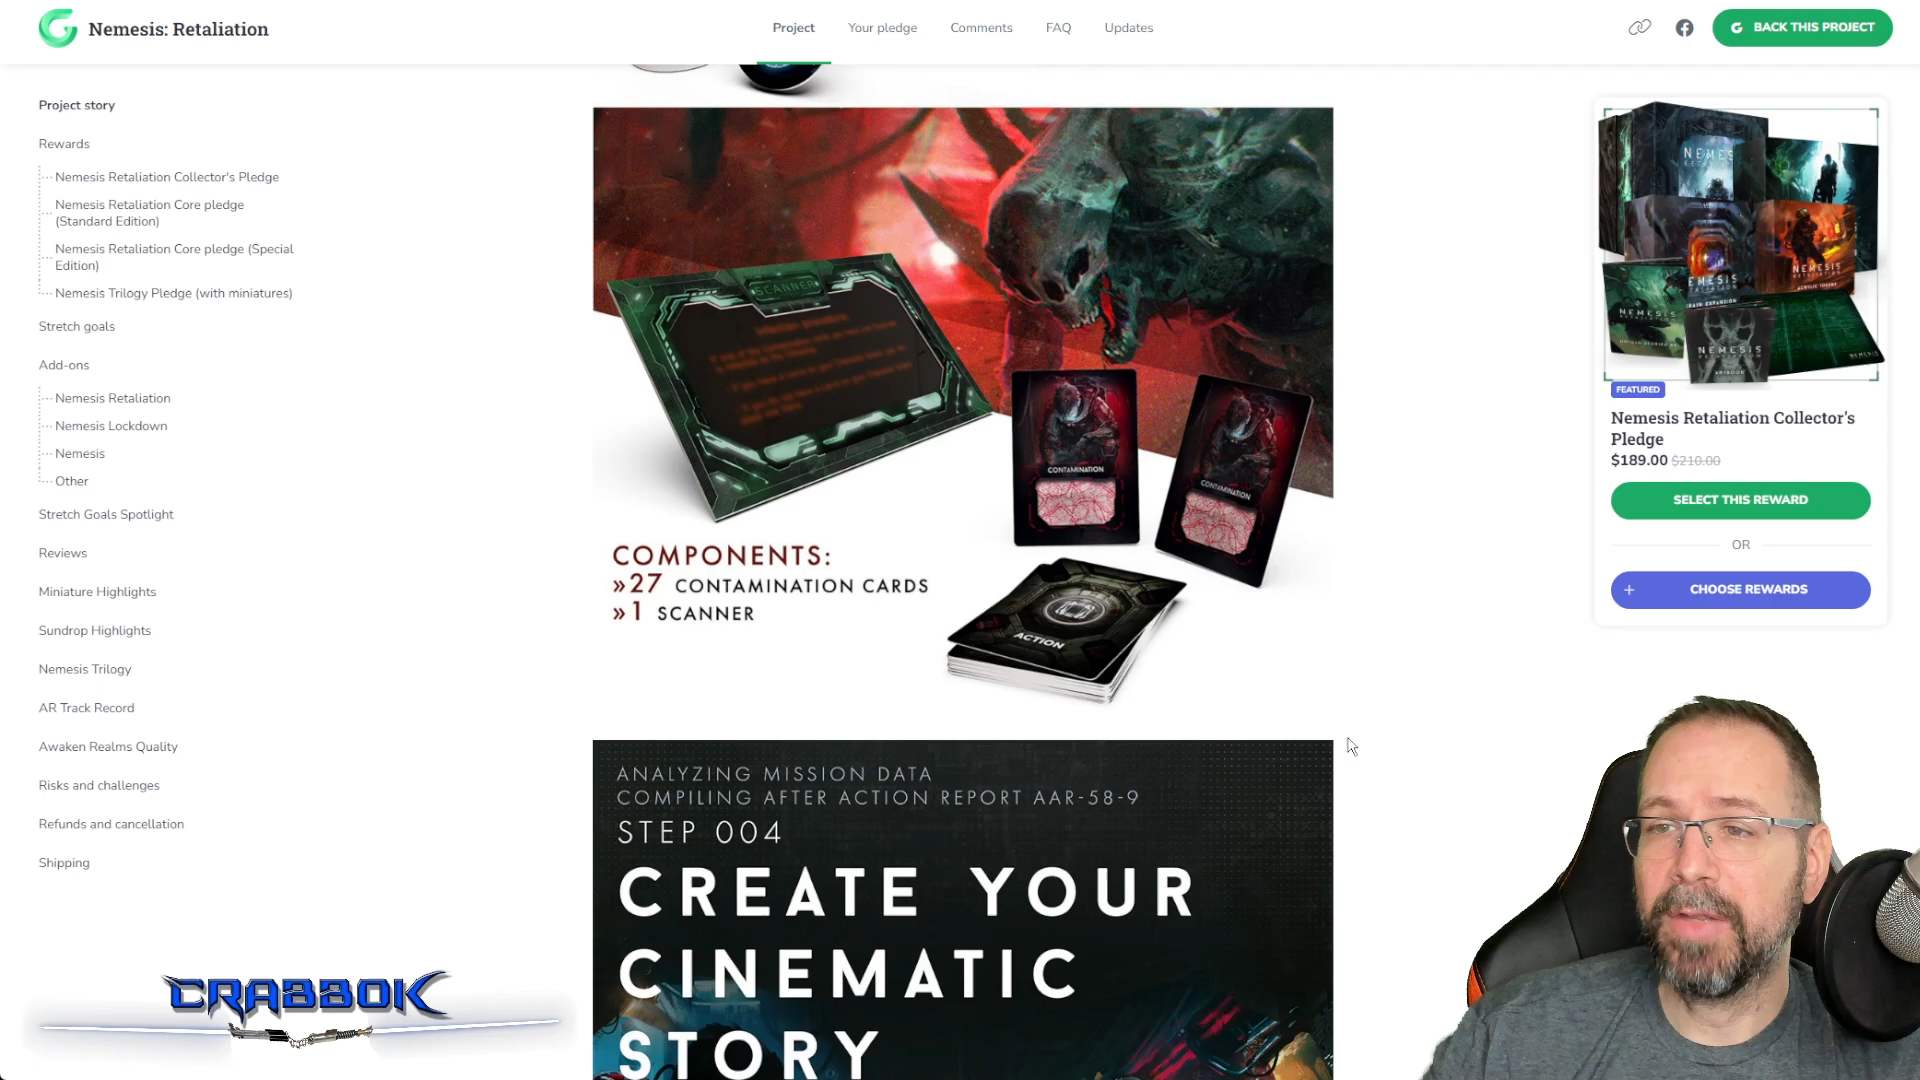 Nemesis: Retaliation
Project
Your pledge
Comments
FAQ
Updates
BACK THIS PROJECT
Project story
Rewards
Nemesis Retaliation Collector's Pledge
Nemesis Retaliation Core pledge
(Standard Edition)
Nemesis Retaliation Core pledge (Special
Edition)
Nemesis Trilogy Pledge (with miniatures)
Stretch goals
Add-ons
Nemesis Retaliation
Nemesis Lockdown
Nemesis
Other
Stretch Goals Spotlight
Reviews
Miniature Highlights
Sundrop Highlights
Nemesis Trilogy
AR Track Record
Awaken Realms Quality
Risks and challenges
Refunds and cancellation
Shipping
CRABBOK
SCANNER
CONTAMINATION
CONTAMINATION
ACTION
COMPONENTS:
»27 CONTAMINATION CARDS
»1 SCANNER
ANALYZING MISSION DATA
COMPILING AFTER ACTION REPORT AAR-58-9
STEP 004
CREATE YOUR
CINEMATIC
STORY
NEMESIS
NEMESIS
NEMESIS
ARTBOOK
FEATURED
Nemesis Retaliation Collector's
Pledge
$189.00 $210.00
SELECT THIS REWARD
OR
+ CHOOSE REWARDS